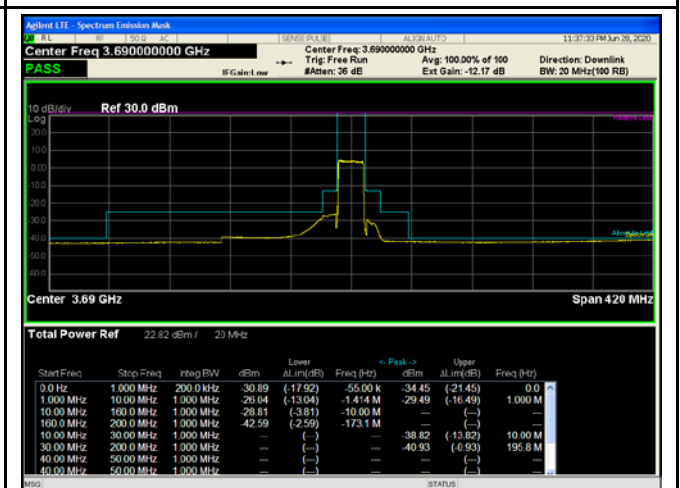 Agilent LTE - Spectrum Emission Mask
RL RF 50 Ω AC SENSE:PULSE ALIGN AUTO 11:37:33 PM Jun 28, 2020
Center Freq 3.690000000 GHz
Center Freq: 3.690000000 GHz
PASS
Trig: Free Run Avg: 100.00% of 100 Direction: Downlink
IFGain:Low #Atten: 36 dB Ext Gain: -12.17 dB BW: 20 MHz(100 RB)
10 dB/div Ref 30.0 dBm
Log
20.0
10.0
0.00
-10.0
-20.0
-30.0
-40.0
-50.0
-60.0
Center 3.69 GHz Span 420 MHz
Total Power Ref 22.82 dBm / 20 MHz
Lower <- Peak -> Upper
Start Freq Stop Freq Integ BW dBm ΔLim(dB) Freq (Hz) dBm ΔLim(dB) Freq (Hz)
0.0 Hz 1.000 MHz 200.0 kHz -30.89 (-17.92) -55.00 k -34.45 (-21.45) 0.0
1.000 MHz 10.00 MHz 1.000 MHz -26.04 (-13.04) -1.414 M -29.49 (-16.49) 1.000 M
10.00 MHz 160.0 MHz 1.000 MHz -28.81 (-3.81) -10.00 M --- (---)
160.0 MHz 200.0 MHz 1.000 MHz -42.59 (-2.59) -173.1 M --- (---)
10.00 MHz 30.00 MHz 1.000 MHz --- (---) -38.82 (-13.82) 10.00 M
30.00 MHz 200.0 MHz 1.000 MHz --- (---) -40.93 (-0.93) 195.8 M
40.00 MHz 50.00 MHz 1.000 MHz --- (---) --- (---)
40.00 MHz 50.00 MHz 1.000 MHz --- (---) --- (---)
MSG STATUS